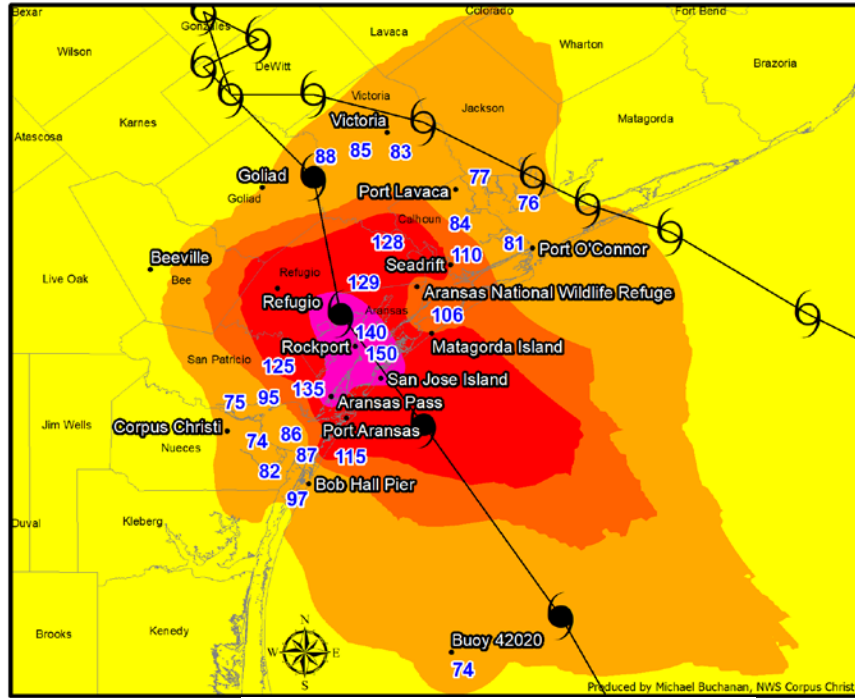 Bexar
Gonzales
Colorado
Fort Bend
Lavaca
Wilson
Wharton
DeWitt
Brazoria
Victoria
Jackson
Karnes
Victoria
Matagorda
Atascosa
88
85
83
Goliad
77
Port Lavaca
Goliad
76
Calhoun
84
128
81
Port O'Connor
Beeville
110
Seadrift
Bee
Live Oak
Refugio
129
Aransas National Wildlife Refuge
Refugio
Aransas
106
140
Rockport
Matagorda Island
150
San Patricio
125
San Jose Island
135
95
75
Aransas Pass
Jim Wells
Corpus Christi
86
Port Aransas
74
Nueces
87
115
82
Bob Hall Pier
97
Duval
Kleberg
N
Brooks
Kenedy
W E
Buoy 42020
S
74
Produced by Michael Buchanan, NWS Corpus Christ